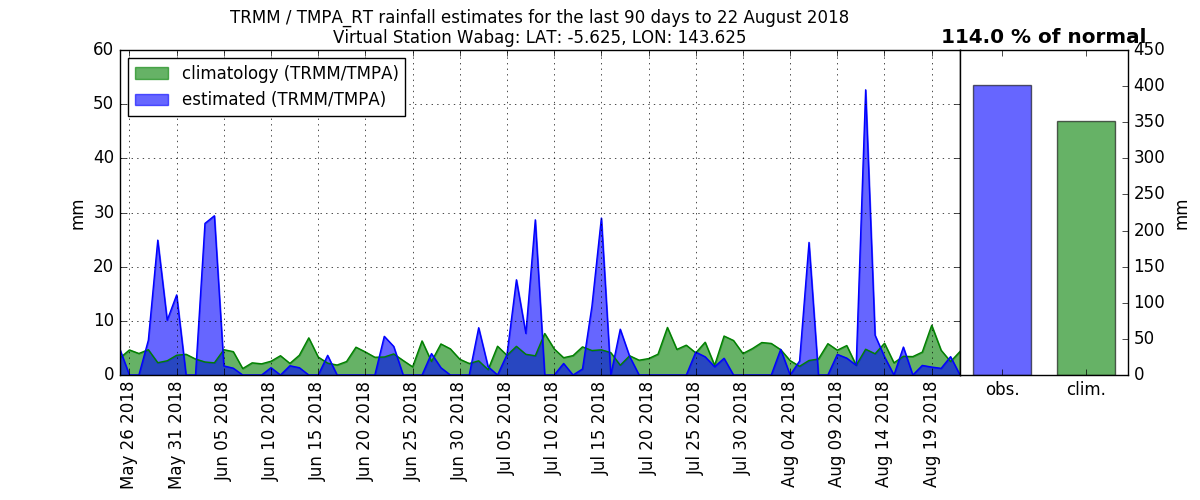 TRMM / TMPA_RT rainfall estimates for the last 90 days to 22 August 2018
Virtual Station Wabag: LAT: -5.625, LON: 143.625
114.0 % of normal
climatology (TRMM/TMPA)
estimated (TRMM/TMPA)
60
50
40
30
20
10
0
mm
450
400
350
300
250
200
150
100
50
0
mm
May 26 2018
May 31 2018
Jun 05 2018
Jun 10 2018
Jun 15 2018
Jun 20 2018
Jun 25 2018
Jun 30 2018
Jul 05 2018
Jul 10 2018
Jul 15 2018
Jul 20 2018
Jul 25 2018
Jul 30 2018
Aug 04 2018
Aug 09 2018
Aug 14 2018
Aug 19 2018
obs.
clim.